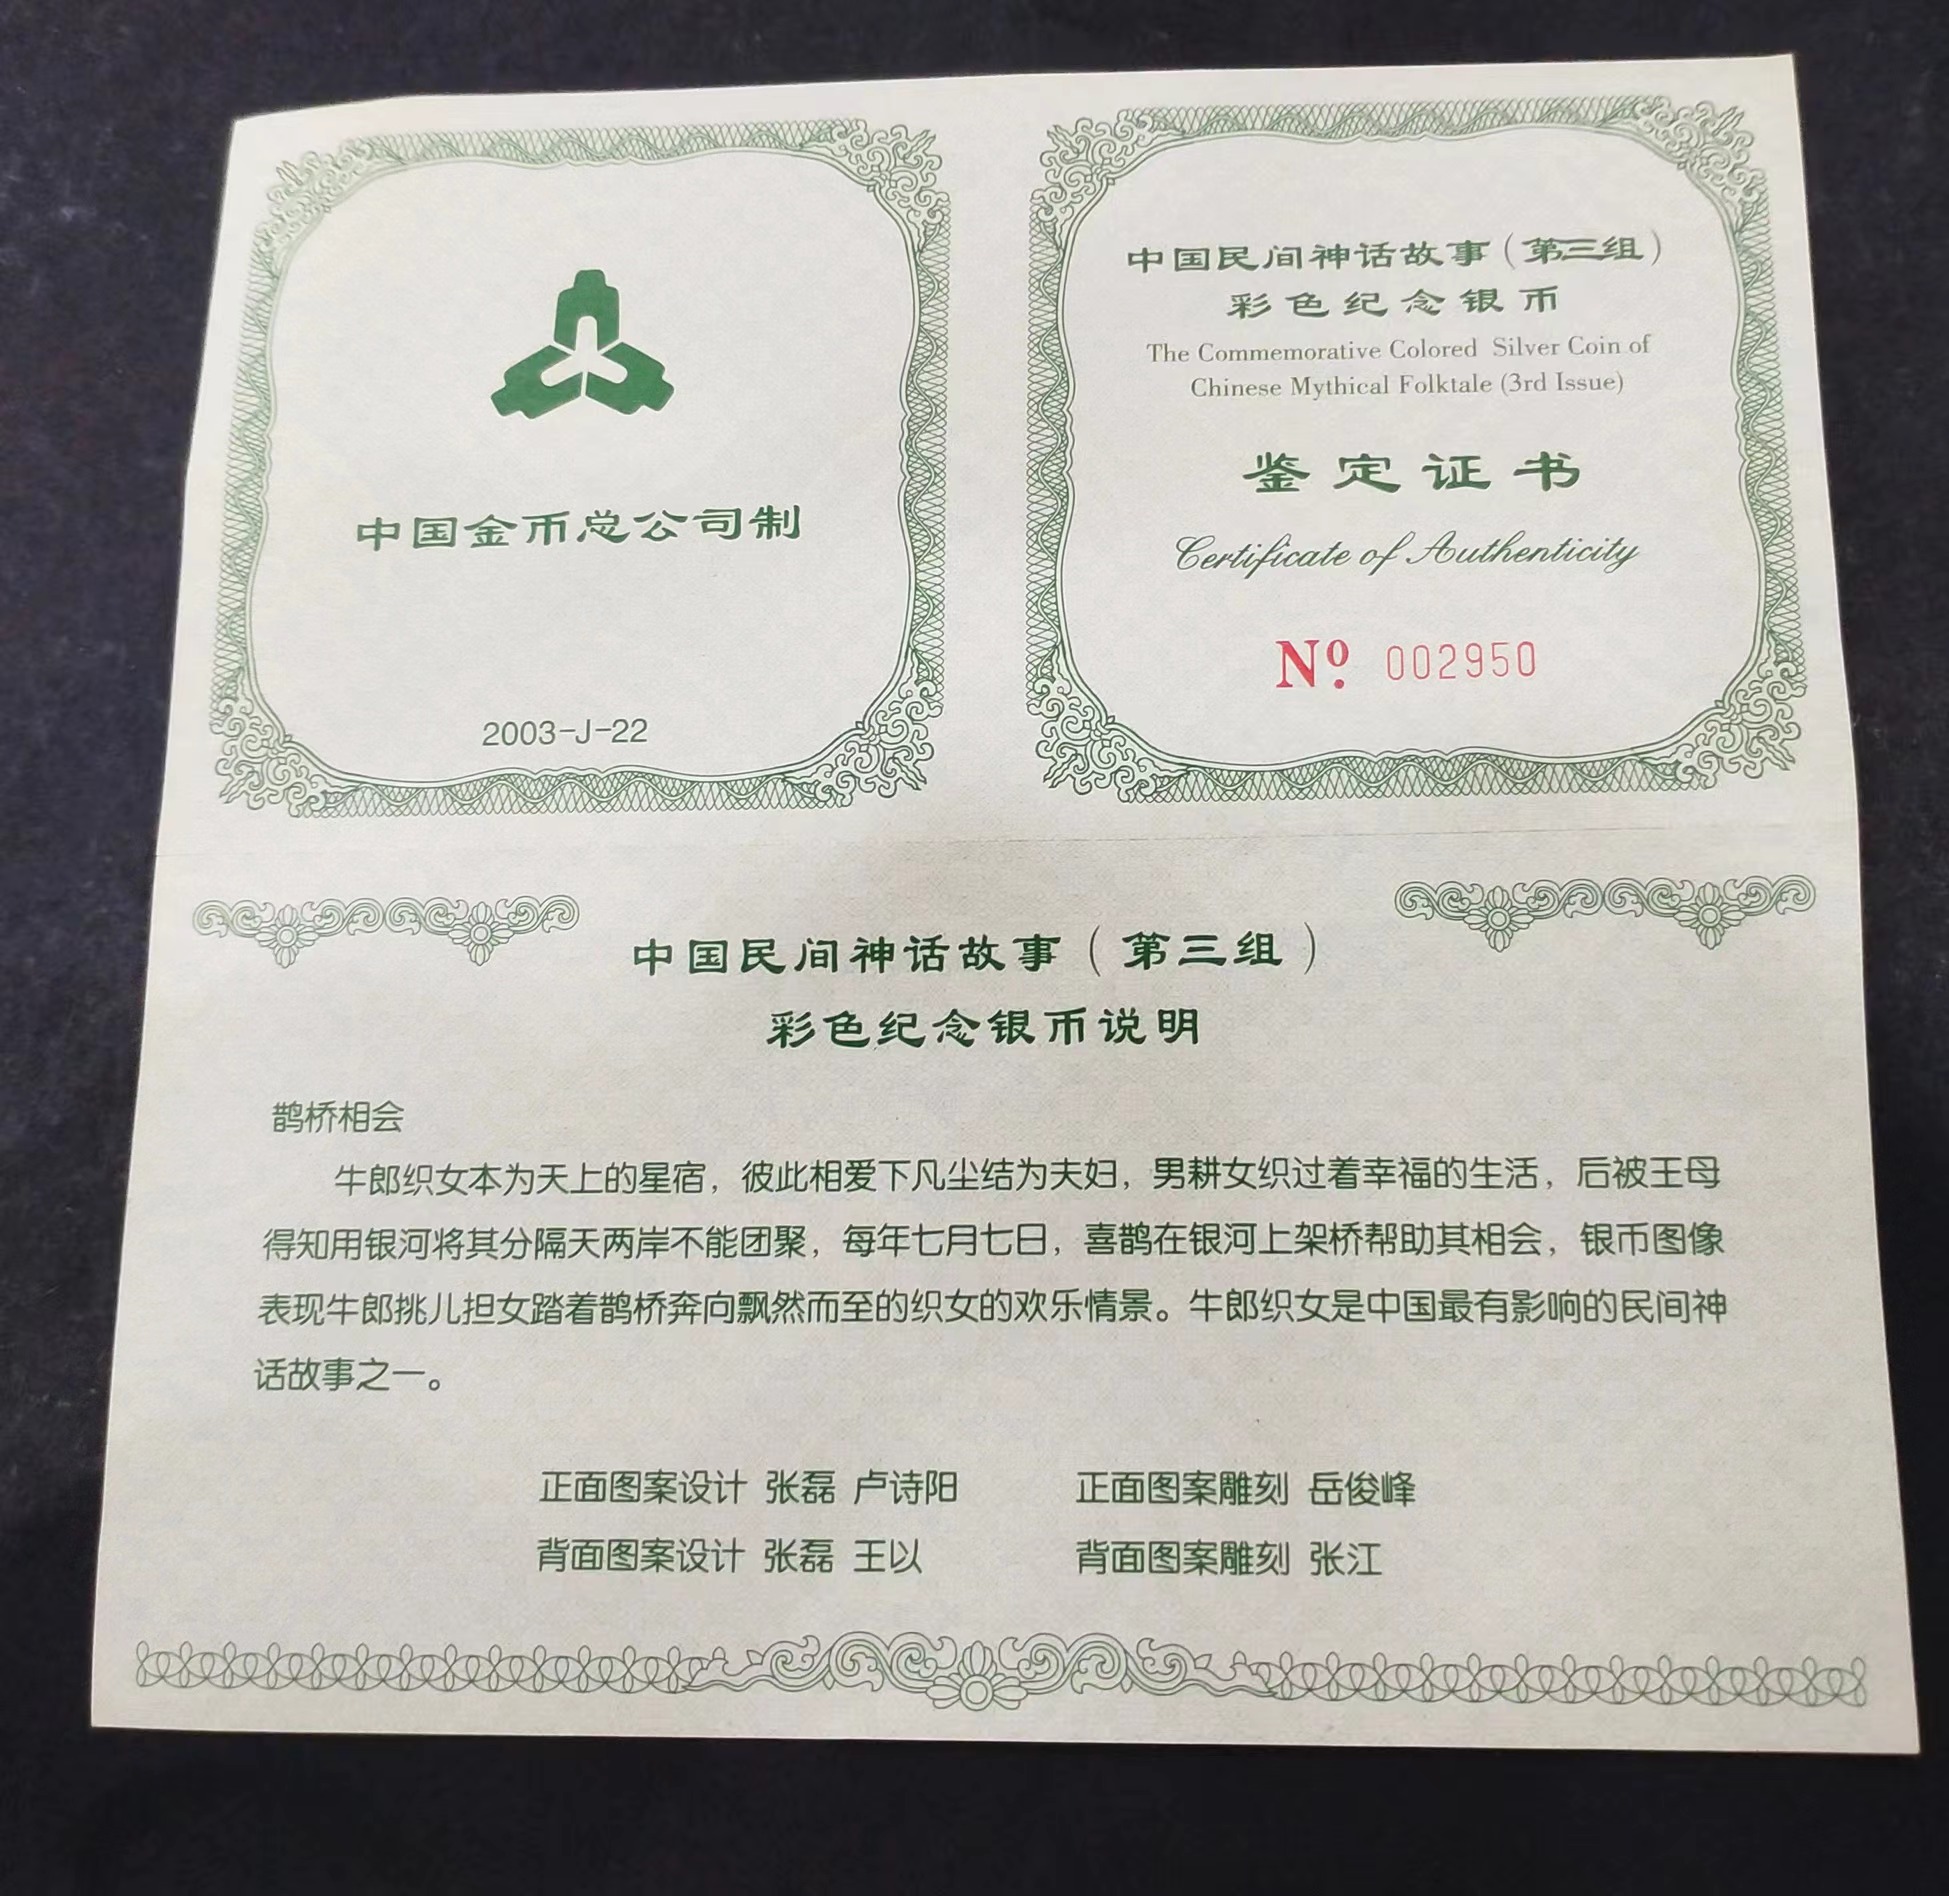 中国金币总公司制
2003-J-22
中国民间神话故事（第三组）
彩色纪念银币
The Commemorative Colored Silver Coin of
Chinese Mythical Folktale (3rd Issue)
鉴定证书
Certificate of Authenticity
Nº 002950
中国民间神话故事（第三组）
彩色纪念银币说明
鹊桥相会
牛郎织女本为天上的星宿，彼此相爱下凡尘结为夫妇，男耕女织过着幸福的生活，后被王母
得知用银河将其分隔天两岸不能团聚，每年七月七日，喜鹊在银河上架桥帮助其相会，银币图像
表现牛郎挑儿担女踏着鹊桥奔向飘然而至的织女的欢乐情景。牛郎织女是中国最有影响的民间神
话故事之一。
正面图案设计 张磊 卢诗阳 正面图案雕刻 岳俊峰
背面图案设计 张磊 王以 背面图案雕刻 张江